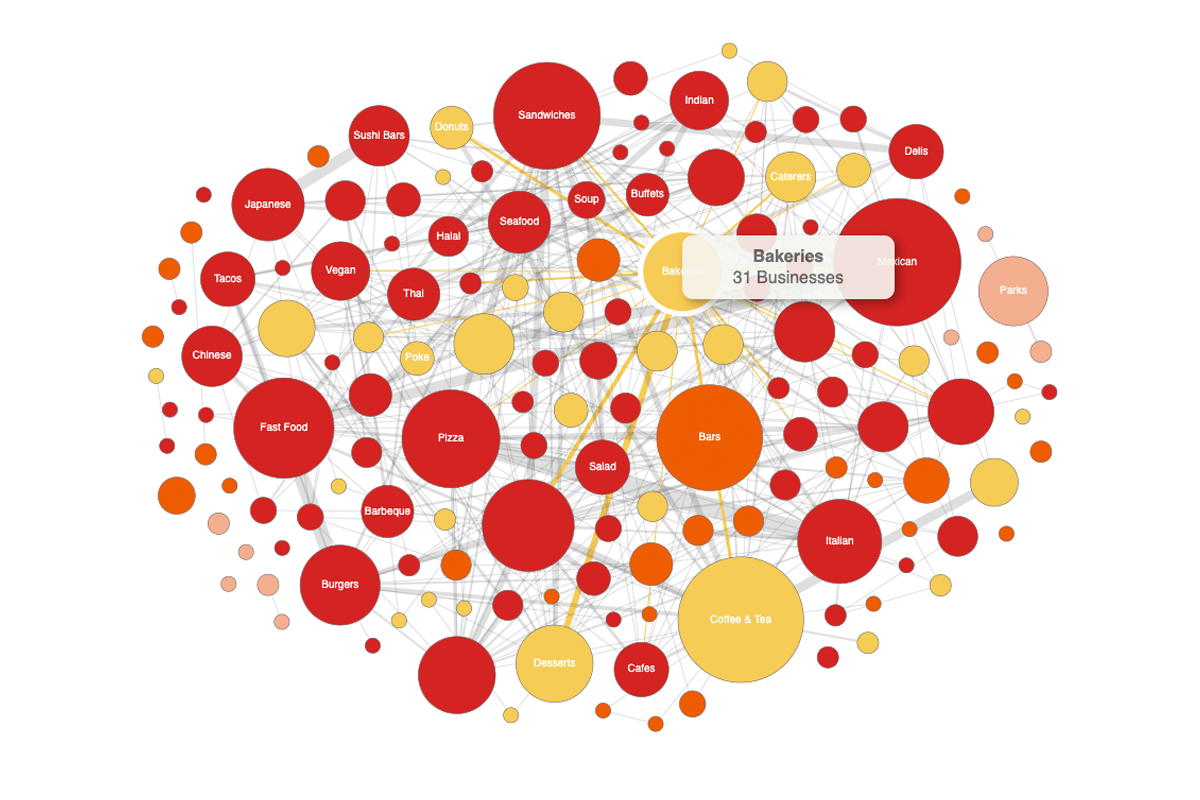 Sandwiches
Indian
Donuts
Sushi Bars
Delis
Caterers
Buffets
Soup
Japanese
Seafood
Halal
Bakeries
31 Businesses
Mexican
Vegan
Tacos
Thai
Parks
Chinese
Poke
Fast Food
Pizza
Bars
Salad
Barbeque
Italian
Burgers
Coffee & Tea
Desserts
Cafes